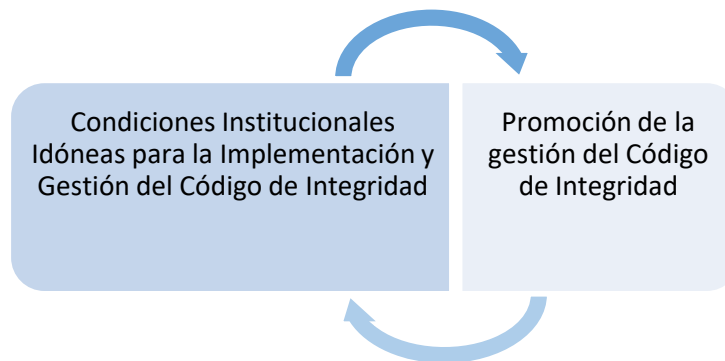 Condiciones Institucionales
Idóneas para la Implementación y
Gestión del Código de Integridad
Promoción de la
gestión del Código
de Integridad